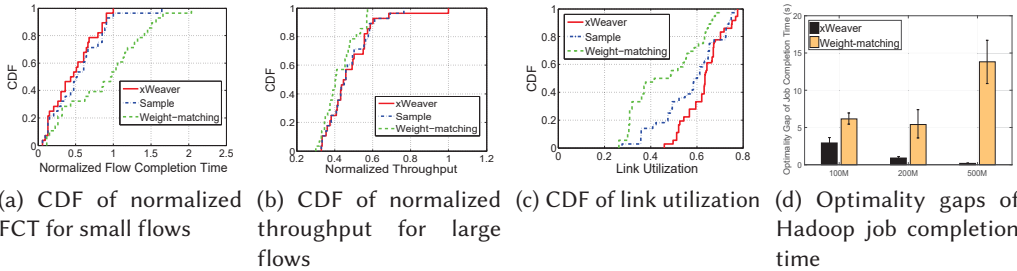 CDF
1
0.8
0.6
0.4
0.2
0
xWeaver
Sample
Weight−matching
0 0.5 1 1.5 2 2.5
Normalized Flow Completion Time
CDF
1
0.8
0.6
0.4
0.2
0
xWeaver
Sample
Weight−matching
0.2 0.4 0.6 0.8 1 1.2
Normalized Throughput
CDF
1
0.8
0.6
0.4
0.2
0
xWeaver
Sample
Weight−matching
0 0.2 0.4 0.6 0.8
Link Utilization
Optimality Gap of Job Completion Time (s)
20
15
10
5
0
xWeaver
Weight-matching
100M 200M 500M
(a) CDF of normalized
FCT for small flows
(b) CDF of normalized
throughput for large
flows
(c) CDF of link utilization
(d) Optimality gaps of
Hadoop job completion
time